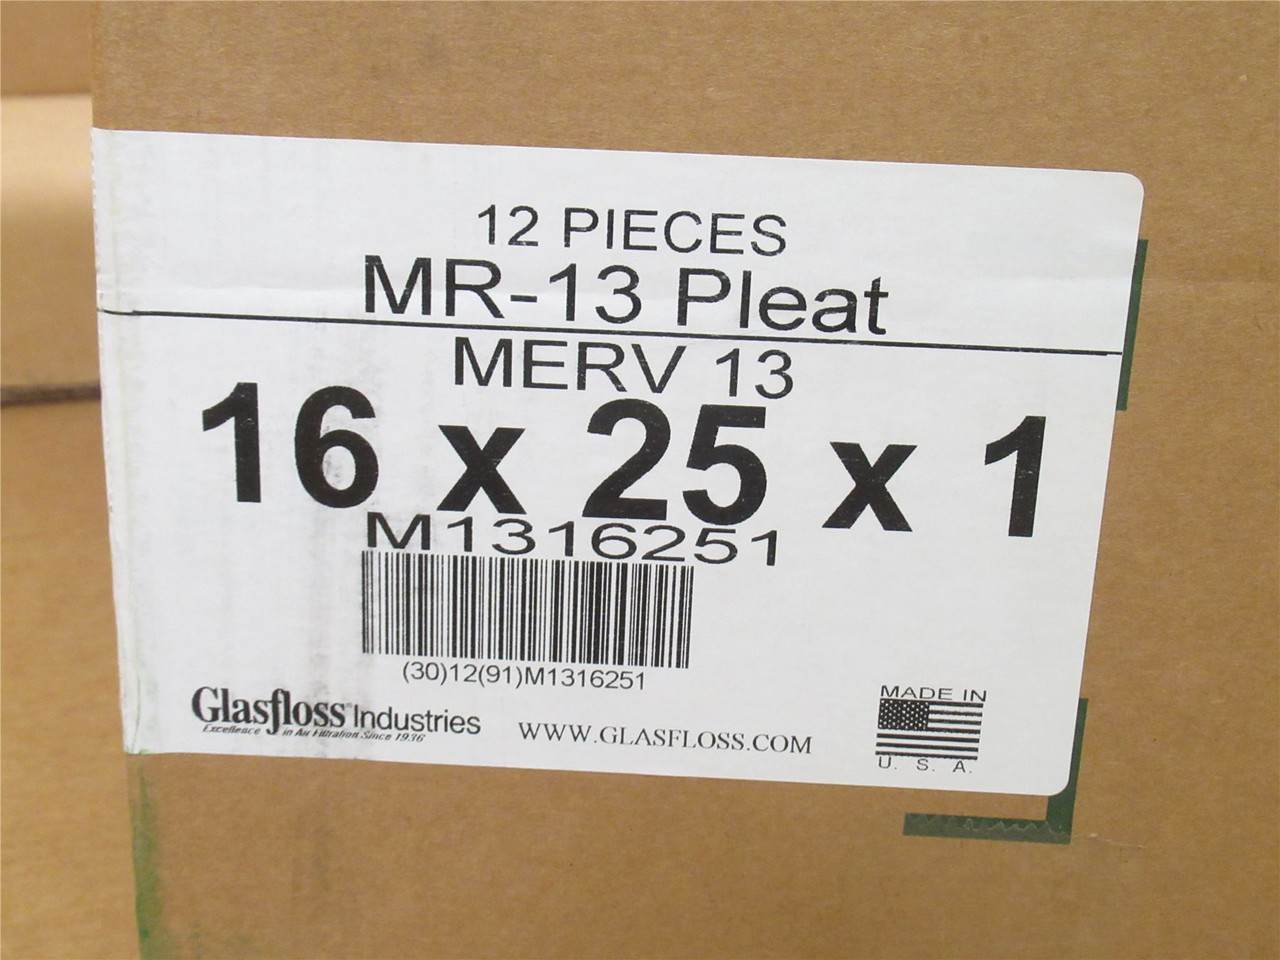 12 PIECES
MR-13 Pleat
MERV 13
16 x 25 x 1
M1316251
(30)12(91)M1316251
Glasfloss Industries
Excellence in Air Filtration Since 1936
WWW.GLASFLOSS.COM
MADE IN
U. S. A.